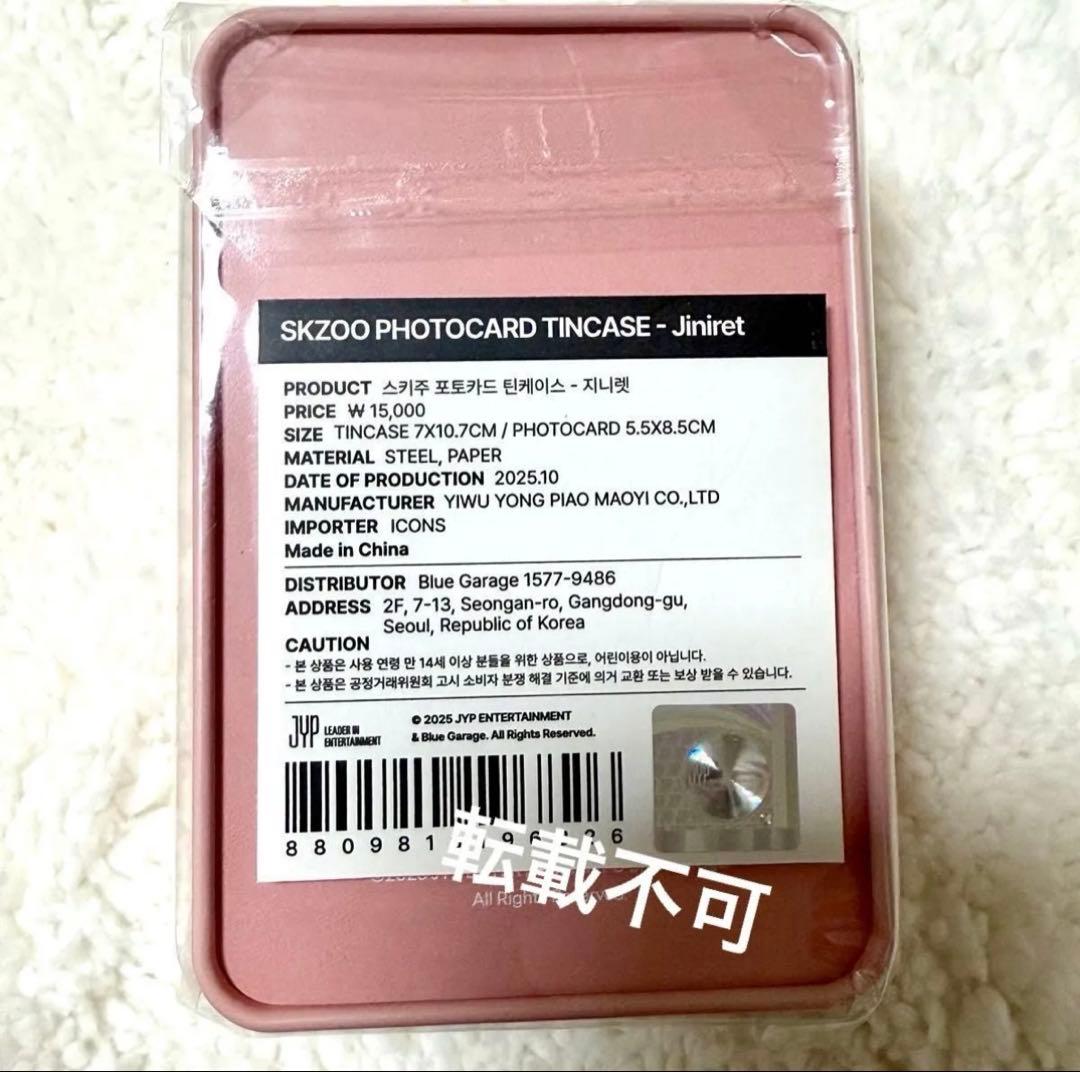 SKZOO PHOTOCARD TINCASE - Jiniret
PRODUCT 스키주 포토카드 틴케이스 - 지니렛
PRICE ₩ 15,000
SIZE TINCASE 7X10.7CM / PHOTOCARD 5.5X8.5CM
MATERIAL STEEL, PAPER
DATE OF PRODUCTION 2025.10
MANUFACTURER YIWU YONG PIAO MAOYI CO.,LTD
IMPORTER ICONS
Made in China
DISTRIBUTOR Blue Garage 1577-9486
ADDRESS 2F, 7-13, Seongan-ro, Gangdong-gu,
Seoul, Republic of Korea
CAUTION
- 본 상품은 사용 연령 만 14세 이상 분들을 위한 상품으로, 어린이용이 아닙니다.
- 본 상품은 공정거래위원회 고시 소비자 분쟁 해결 기준에 의거 교환 또는 보상 받을 수 있습니다.
JYP LEADER IN
ENTERTAINMENT
© 2025 JYP ENTERTAINMENT
& Blue Garage. All Rights Reserved.
転載不可
All